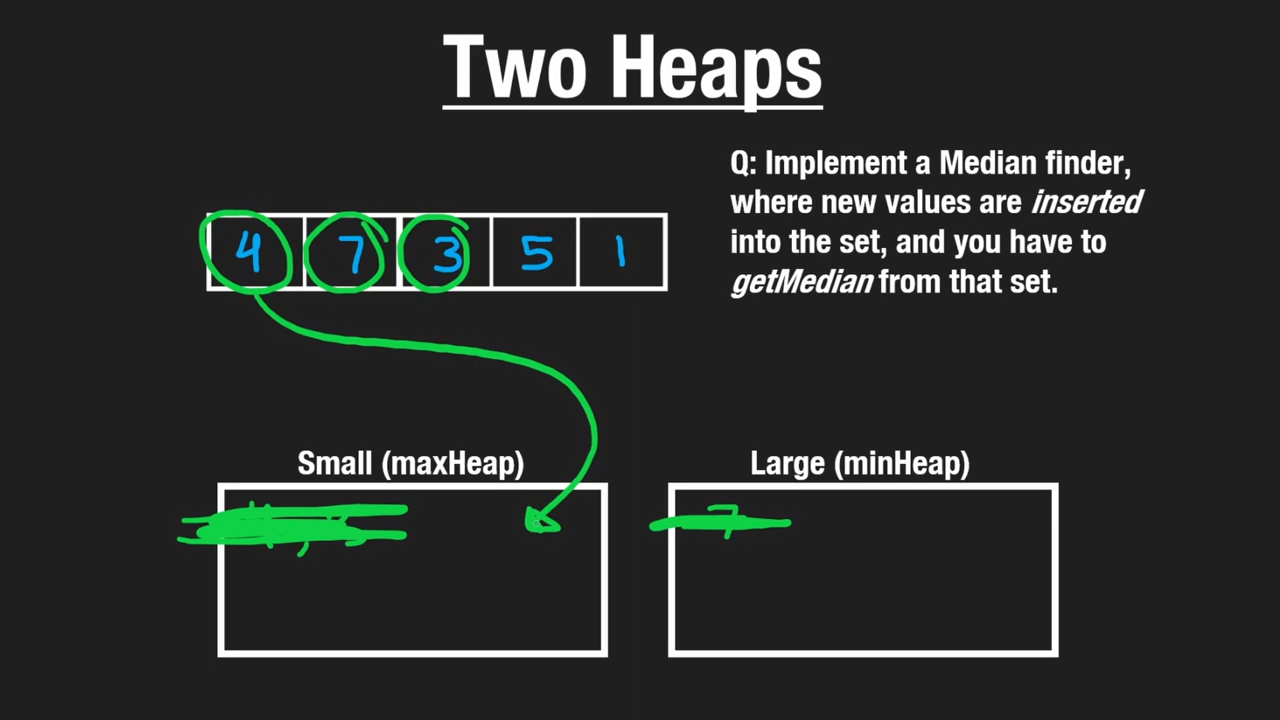 Two Heaps
Q: Implement a Median finder,
where new values are inserted
into the set, and you have to
getMedian from that set.
4 7 3 5 1
Small (maxHeap)
Large (minHeap)
7